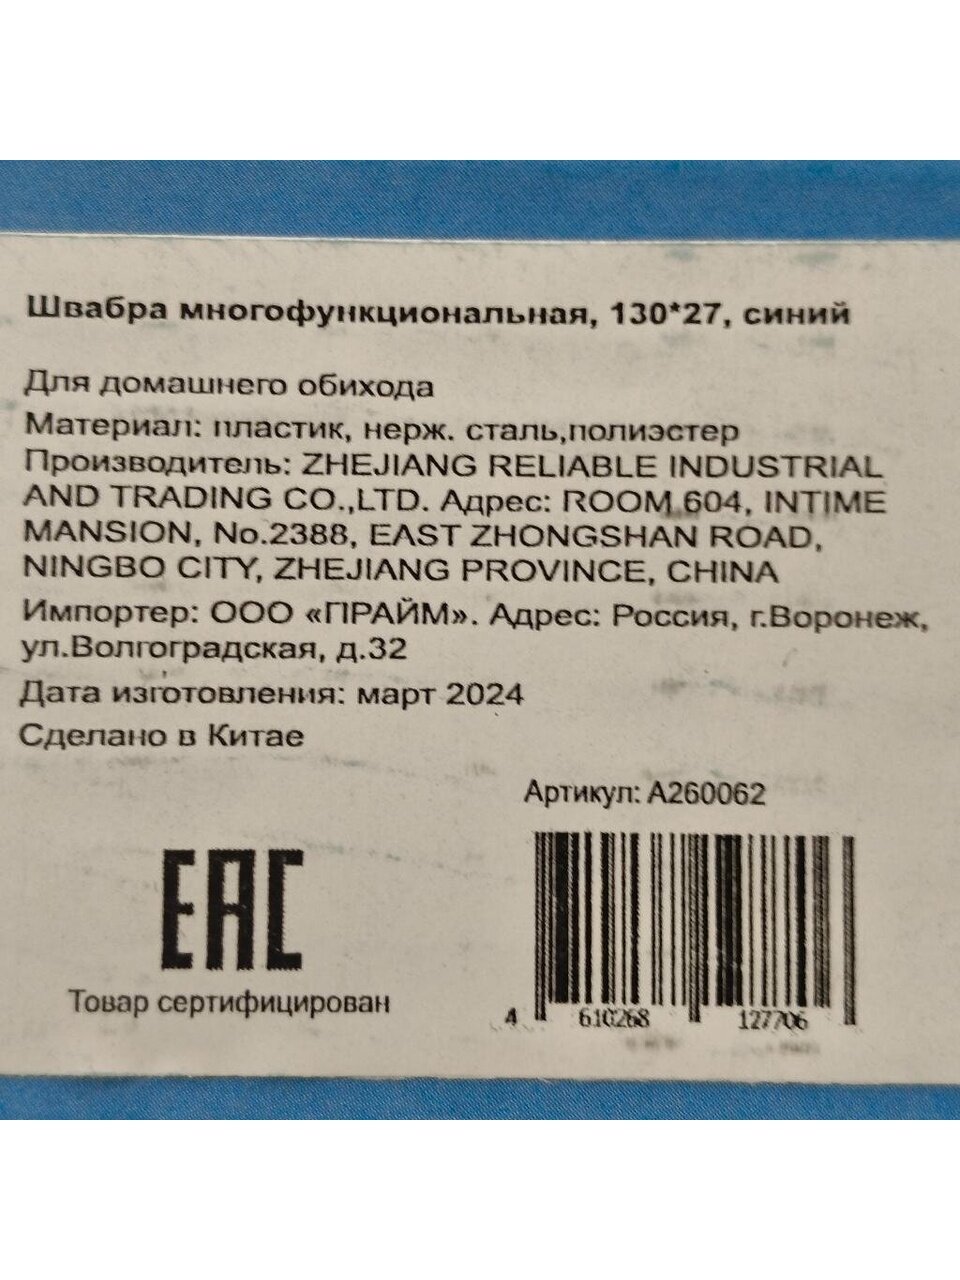 Швабра многофункциональная, 130*27, синий
Для домашнего обихода
Материал: пластик, нерж. сталь,полиэстер
Производитель: ZHEJIANG RELIABLE INDUSTRIAL
AND TRADING CO.,LTD. Адрес: ROOM 604, INTIME
MANSION, No.2388, EAST ZHONGSHAN ROAD,
NINGBO CITY, ZHEJIANG PROVINCE, CHINA
Импортер: ООО «ПРАЙМ». Адрес: Россия, г.Воронеж,
ул.Волгоградская, д.32
Дата изготовления: март 2024
Сделано в Китае
Артикул: А260062
EAC
Товар сертифицирован
4 610268 127706